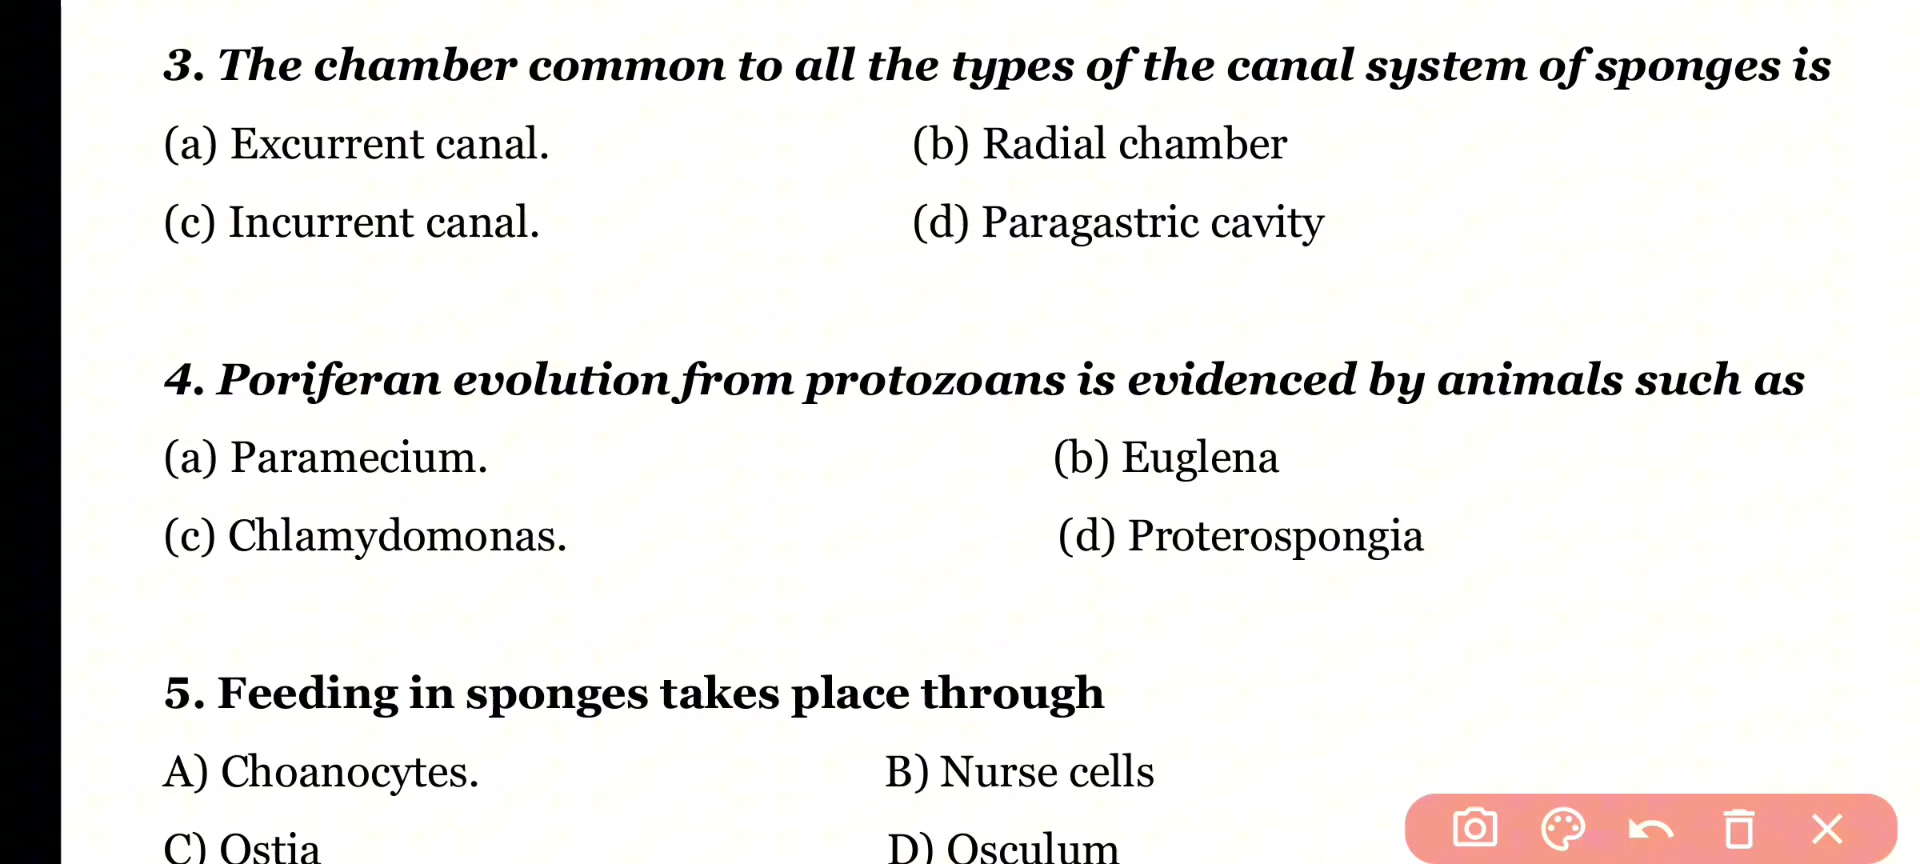 3. The chamber common to all the types of the canal system of sponges is
(a) Excurrent canal. (b) Radial chamber
(c) Incurrent canal. (d) Paragastric cavity
4. Poriferan evolution from protozoans is evidenced by animals such as
(a) Paramecium. (b) Euglena
(c) Chlamydomonas. (d) Proterospongia
5. Feeding in sponges takes place through
A) Choanocytes. B) Nurse cells
C) Ostia D) Osculum